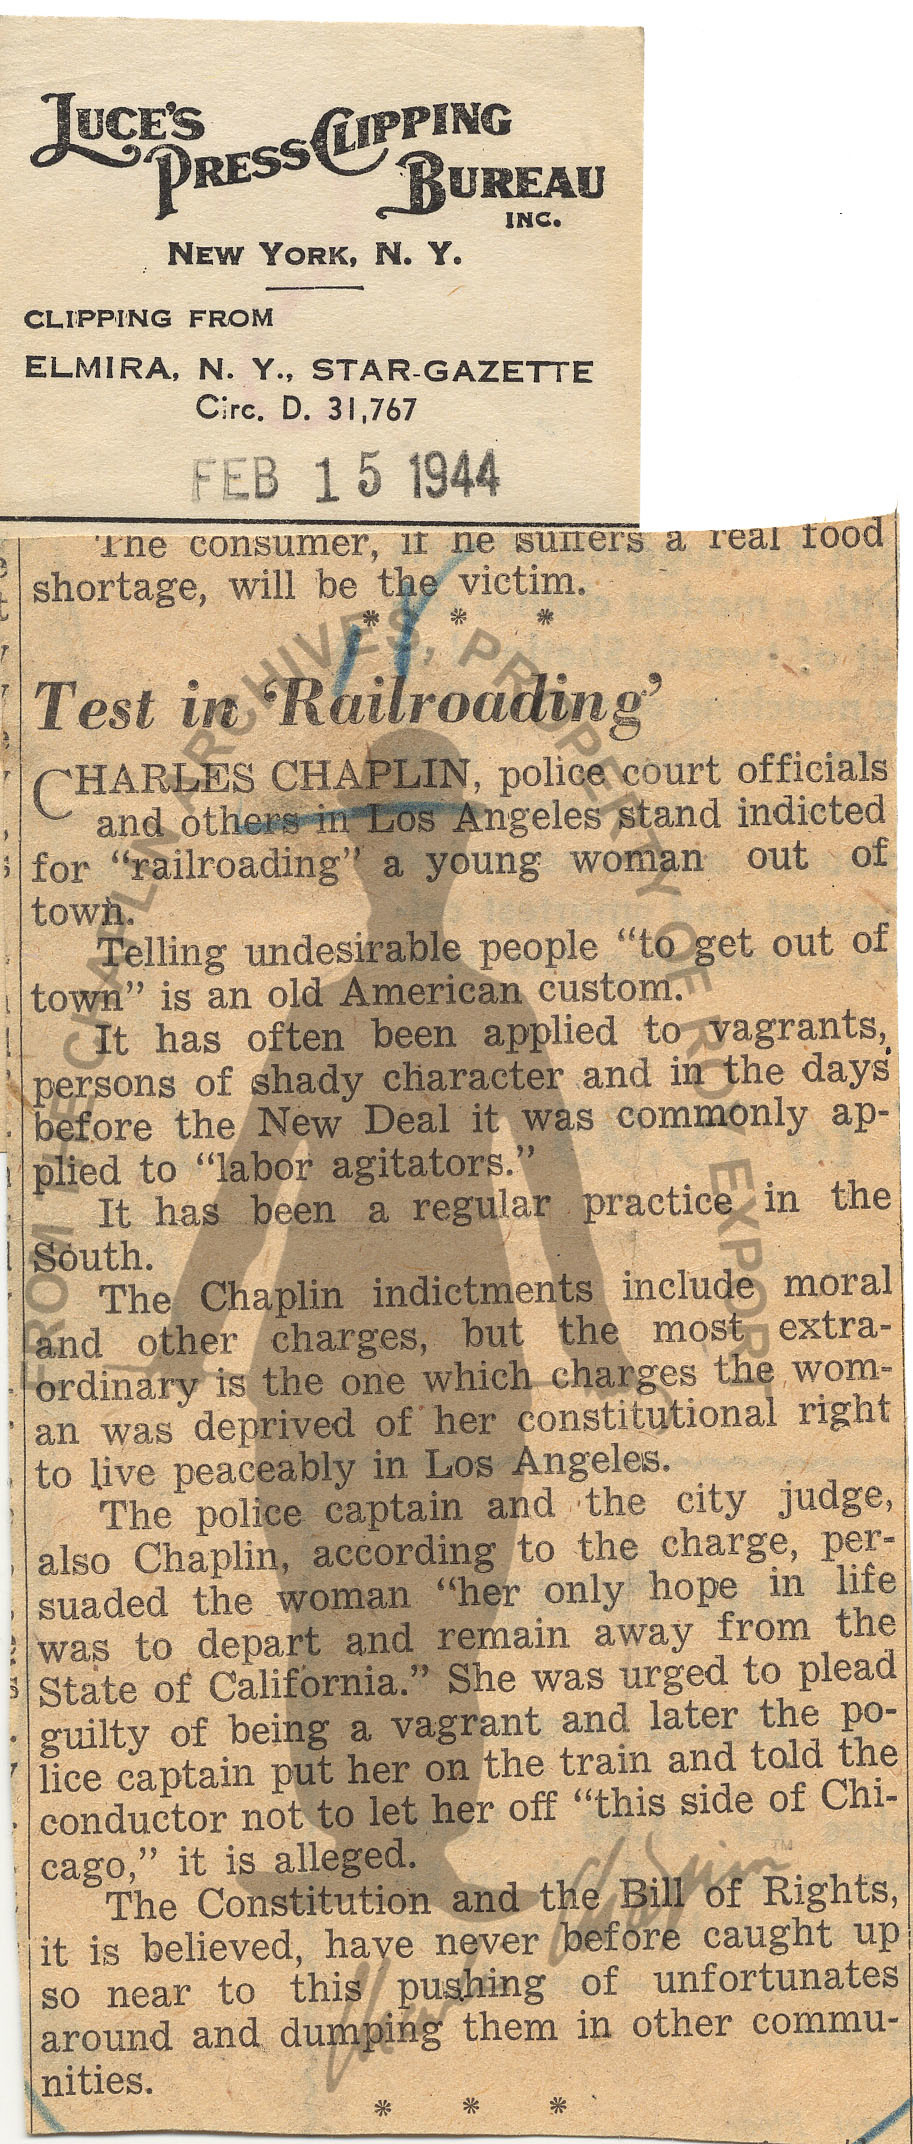 LUCE'S
PRESS CLIPPING
BUREAU
INC.
NEW YORK, N. Y.
CLIPPING FROM
ELMIRA, N. Y., STAR-GAZETTE
Circ. D. 31,767
FEB 15 1944
The consumer, if he suffers a real food
shortage, will be the victim.
* * *
Test in ‘Railroading’
CHARLES CHAPLIN, police court officials
and others in Los Angeles stand indicted
for “railroading” a young woman out of
town.
Telling undesirable people “to get out of
town” is an old American custom.
It has often been applied to vagrants,
persons of shady character and in the days
before the New Deal it was commonly ap-
plied to “labor agitators.”
It has been a regular practice in the
South.
The Chaplin indictments include moral
and other charges, but the most extra-
ordinary is the one which charges the wom-
an was deprived of her constitutional right
to live peaceably in Los Angeles.
The police captain and the city judge,
also Chaplin, according to the charge, per-
suaded the woman “her only hope in life
was to depart and remain away from the
State of California.” She was urged to plead
guilty of being a vagrant and later the po-
lice captain put her on the train and told the
conductor not to let her off “this side of Chi-
cago,” it is alleged.
The Constitution and the Bill of Rights,
it is believed, have never before caught up
so near to this pushing of unfortunates
around and dumping them in other commu-
nities.
* * *
FROM THE CHAPLIN ARCHIVES, PROPERTY OF ROY EXPORT
Charles Chaplin™